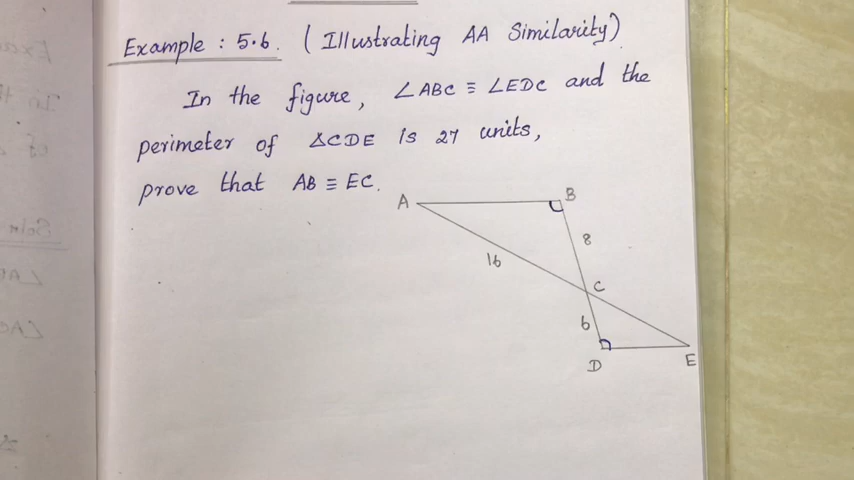 Example : 5.6. (Illustrating AA Similarity)
In the figure, ∠ABC ≡ ∠EDC and the
perimeter of △CDE is 27 units,
prove that AB ≡ EC.
A
B
8
16
C
6
D
E